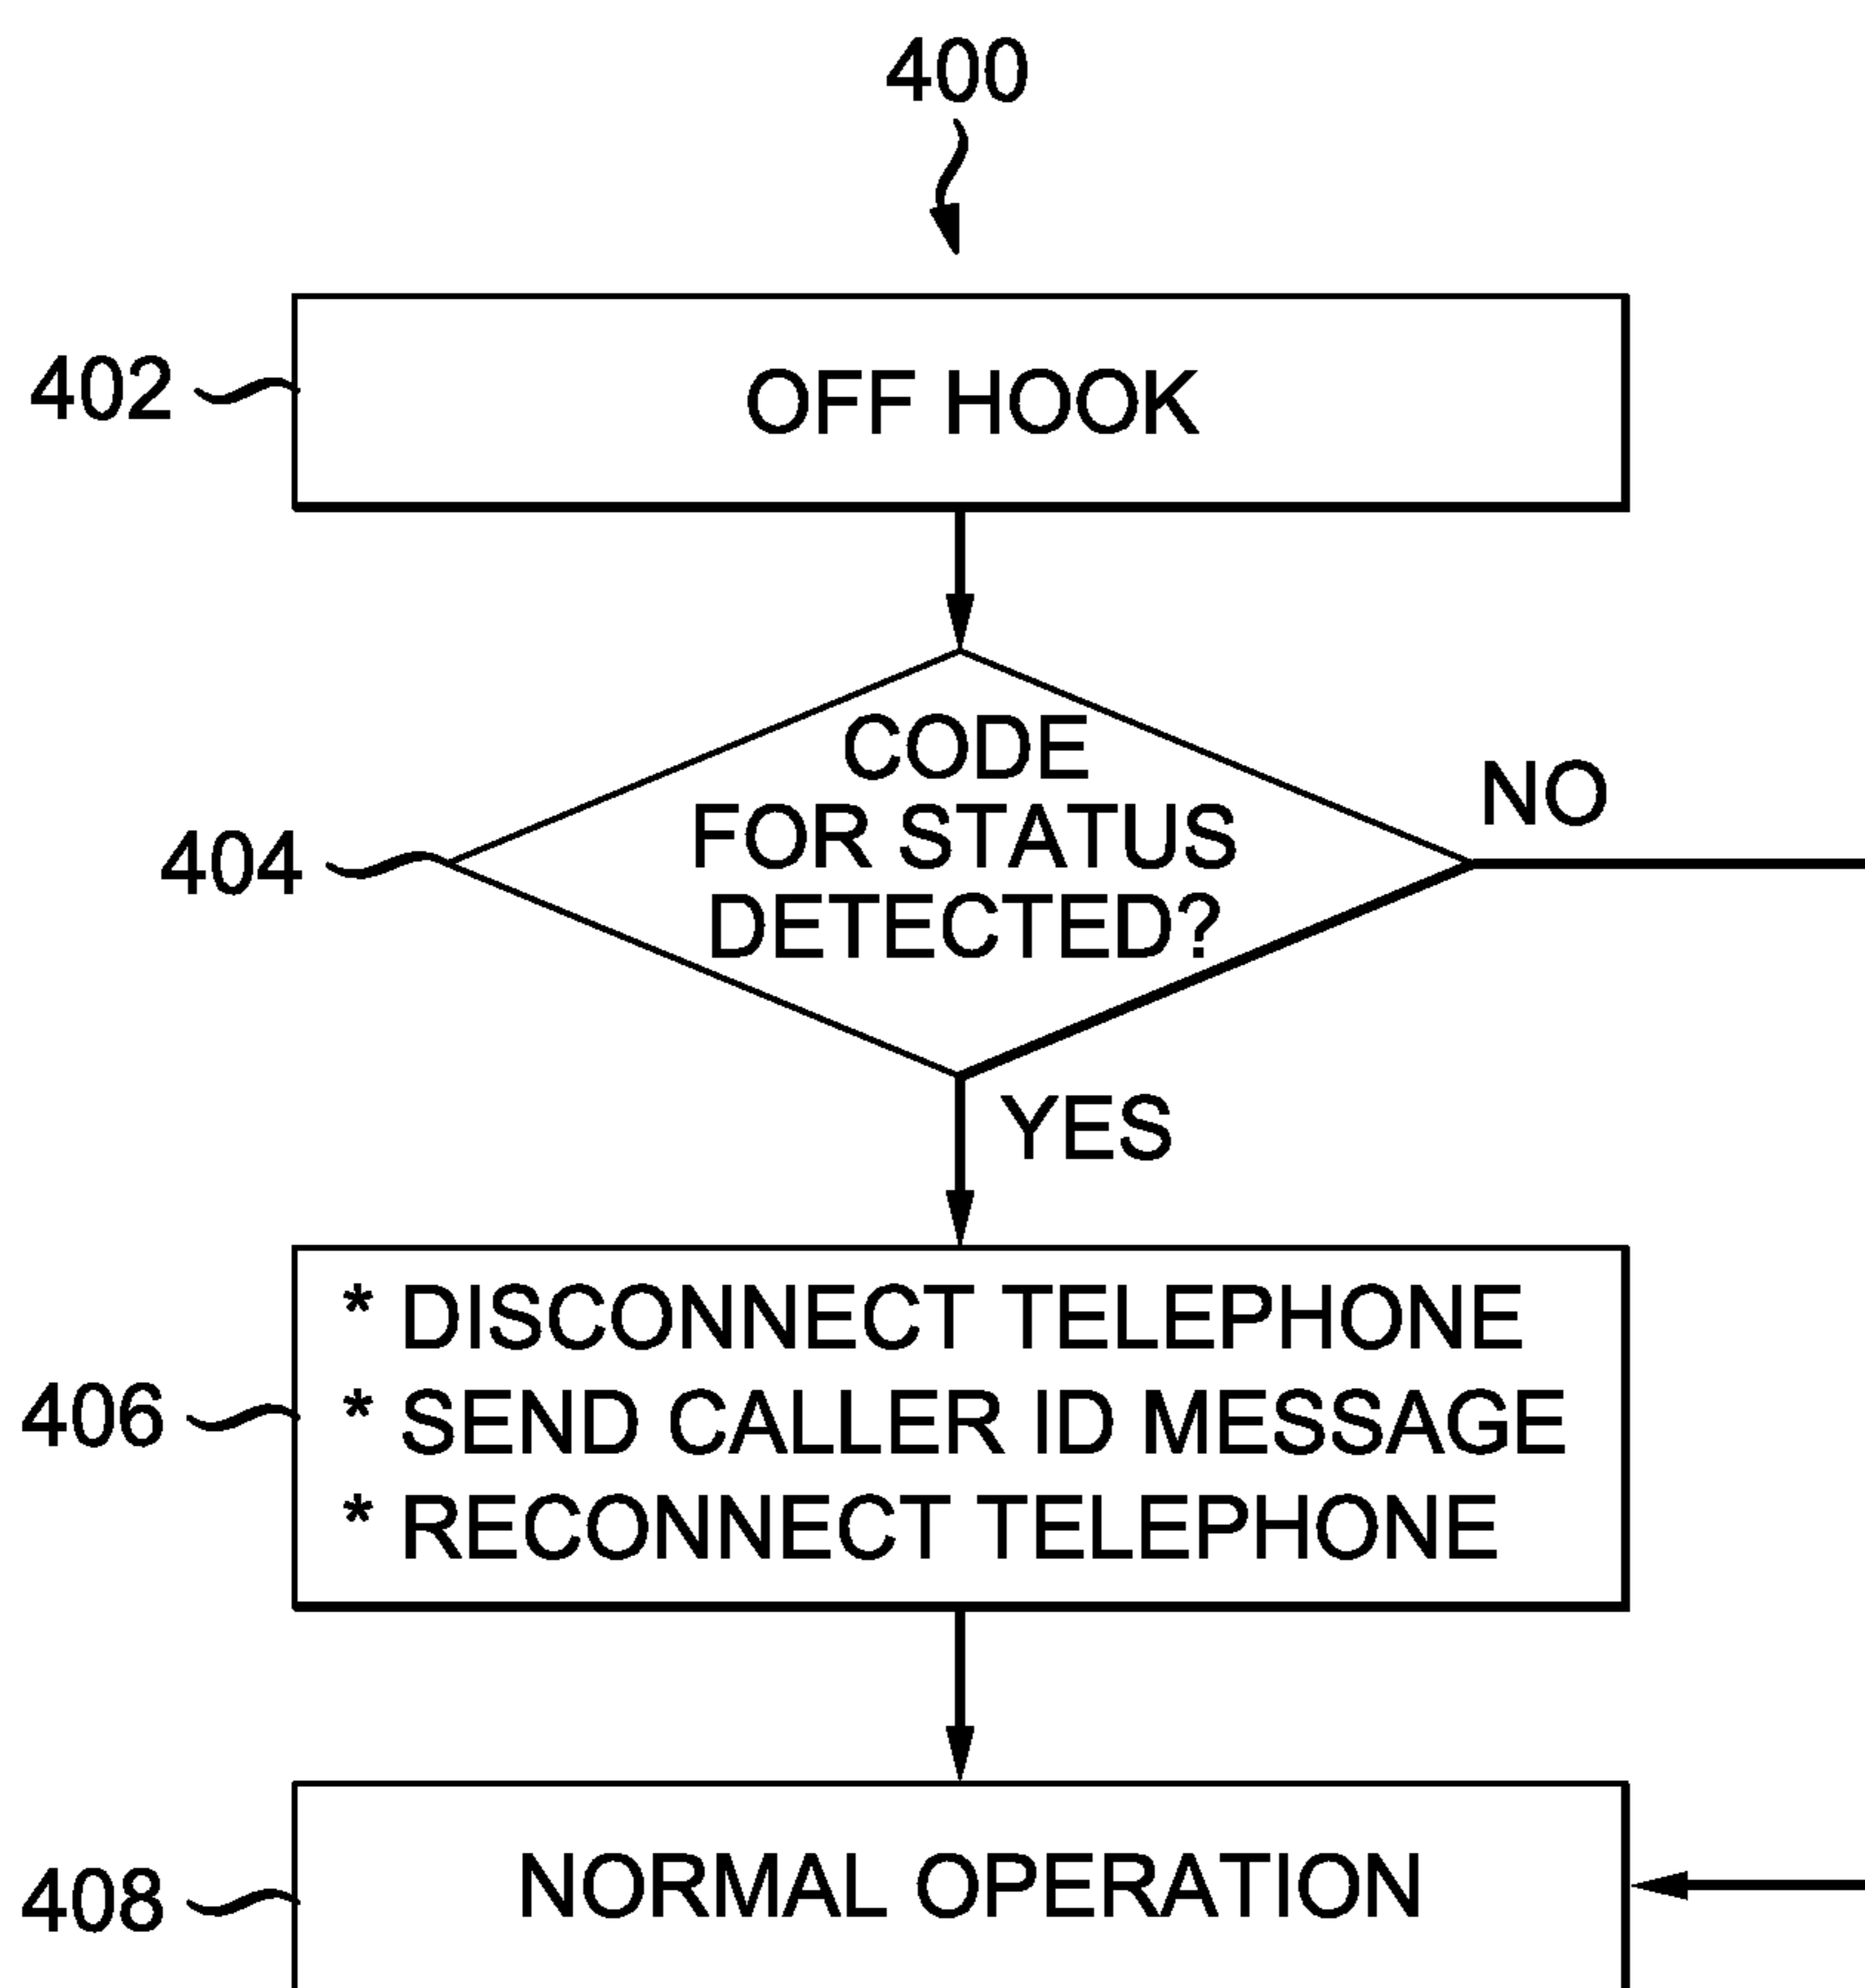 400
402
OFF HOOK
CODE
FOR STATUS
DETECTED?
NO
404
YES
* DISCONNECT TELEPHONE
* SEND CALLER ID MESSAGE
* RECONNECT TELEPHONE
406
NORMAL OPERATION
408